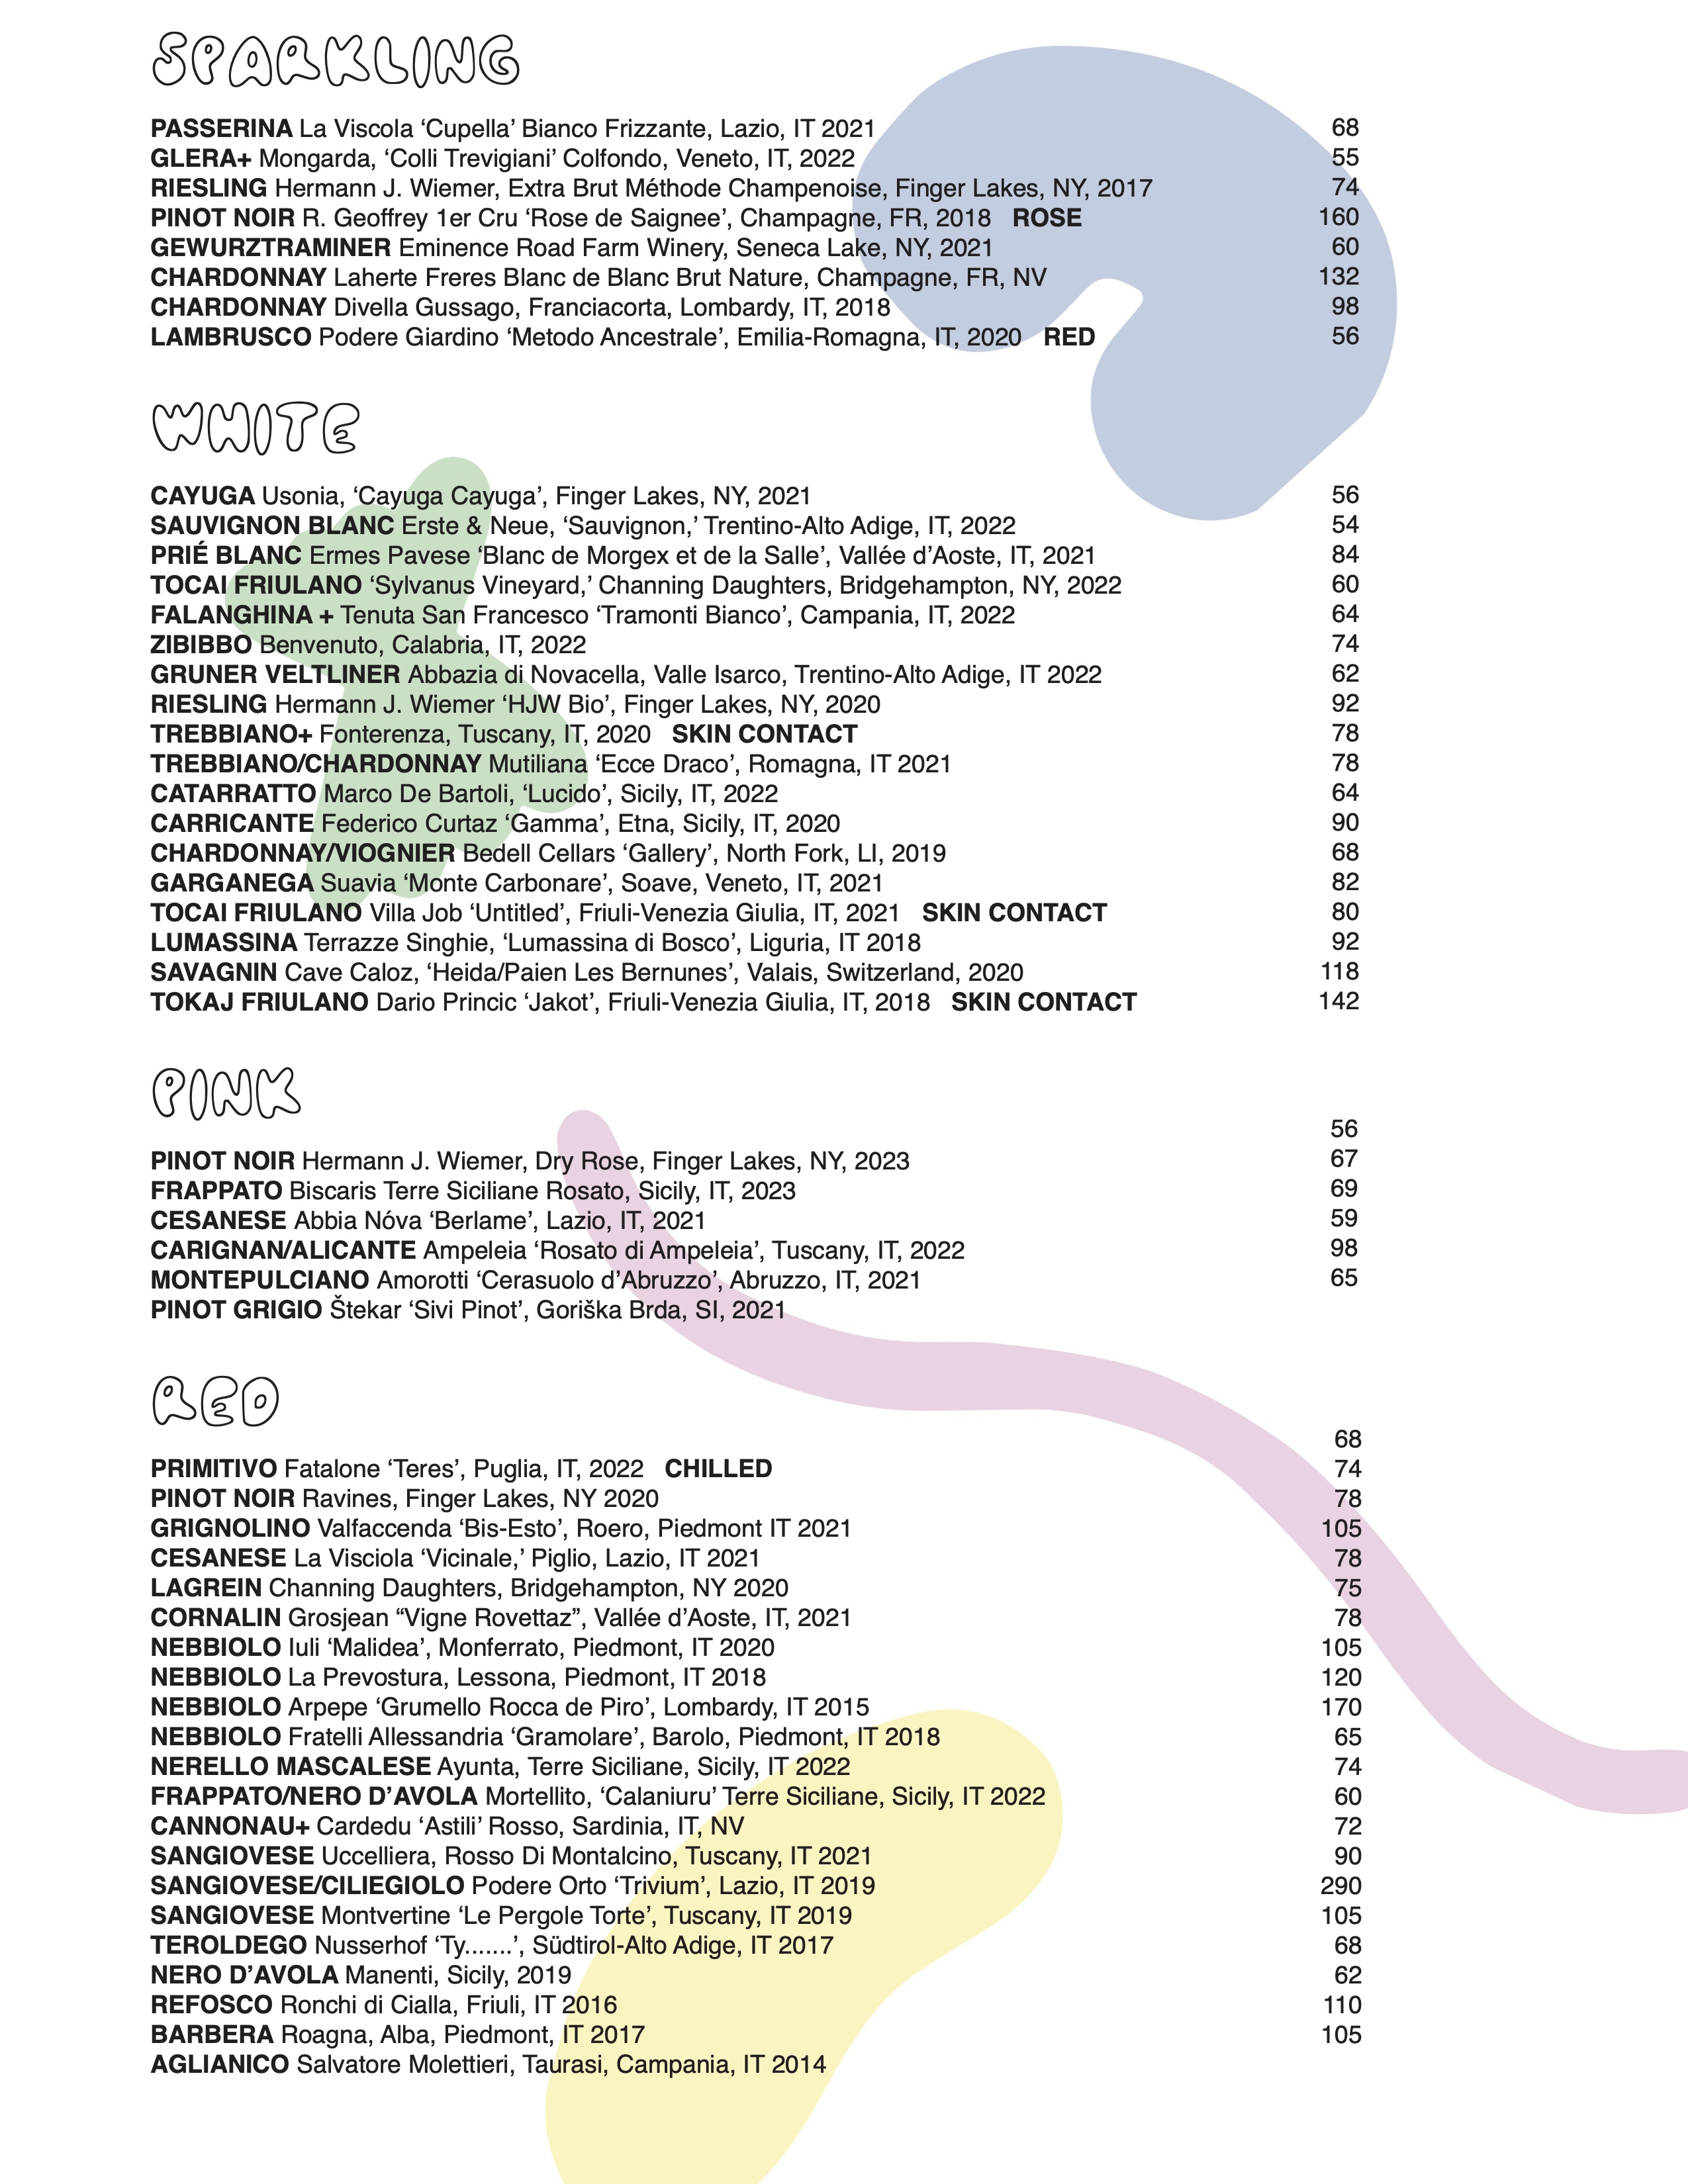 SPARKLING
PASSERINA La Viscola ‘Cupella’ Bianco Frizzante, Lazio, IT 2021 68
GLERA+ Mongarda, ‘Colli Trevigiani’ Colfondo, Veneto, IT, 2022 55
RIESLING Hermann J. Wiemer, Extra Brut Méthode Champenoise, Finger Lakes, NY, 2017 74
PINOT NOIR R. Geoffrey 1er Cru ‘Rose de Saignee’, Champagne, FR, 2018 ROSE 160
GEWURZTRAMINER Eminence Road Farm Winery, Seneca Lake, NY, 2021 60
CHARDONNAY Laherte Freres Blanc de Blanc Brut Nature, Champagne, FR, NV 132
CHARDONNAY Divella Gussago, Franciacorta, Lombardy, IT, 2018 98
LAMBRUSCO Podere Giardino ‘Metodo Ancestrale’, Emilia-Romagna, IT, 2020 RED 56
WHITE
CAYUGA Usonia, ‘Cayuga Cayuga’, Finger Lakes, NY, 2021 56
SAUVIGNON BLANC Erste & Neue, ‘Sauvignon,’ Trentino-Alto Adige, IT, 2022 54
PRIÉ BLANC Ermes Pavese ‘Blanc de Morgex et de la Salle’, Vallée d’Aoste, IT, 2021 84
TOCAI FRIULANO ‘Sylvanus Vineyard,’ Channing Daughters, Bridgehampton, NY, 2022 60
FALANGHINA + Tenuta San Francesco ‘Tramonti Bianco’, Campania, IT, 2022 64
ZIBIBBO Benvenuto, Calabria, IT, 2022 74
GRUNER VELTLINER Abbazia di Novacella, Valle Isarco, Trentino-Alto Adige, IT 2022 62
RIESLING Hermann J. Wiemer ‘HJW Bio’, Finger Lakes, NY, 2020 92
TREBBIANO+ Fonterenza, Tuscany, IT, 2020 SKIN CONTACT 78
TREBBIANO/CHARDONNAY Mutiliana ‘Ecce Draco’, Romagna, IT 2021 78
CATARRATTO Marco De Bartoli, ‘Lucido’, Sicily, IT, 2022 64
CARRICANTE Federico Curtaz ‘Gamma’, Etna, Sicily, IT, 2020 90
CHARDONNAY/VIOGNIER Bedell Cellars ‘Gallery’, North Fork, LI, 2019 68
GARGANEGA Suavia ‘Monte Carbonare’, Soave, Veneto, IT, 2021 82
TOCAI FRIULANO Villa Job ‘Untitled’, Friuli-Venezia Giulia, IT, 2021 SKIN CONTACT 80
LUMASSINA Terrazze Singhie, ‘Lumassina di Bosco’, Liguria, IT 2018 92
SAVAGNIN Cave Caloz, ‘Heida/Paien Les Bernunes’, Valais, Switzerland, 2020 118
TOKAJ FRIULANO Dario Princic ‘Jakot’, Friuli-Venezia Giulia, IT, 2018 SKIN CONTACT 142
PINK
56
PINOT NOIR Hermann J. Wiemer, Dry Rose, Finger Lakes, NY, 2023 67
FRAPPATO Biscaris Terre Siciliane Rosato, Sicily, IT, 2023 69
CESANESE Abbia Nóva ‘Berlame’, Lazio, IT, 2021 59
CARIGNAN/ALICANTE Ampeleia ‘Rosato di Ampeleia’, Tuscany, IT, 2022 98
MONTEPULCIANO Amorotti ‘Cerasuolo d’Abruzzo’, Abruzzo, IT, 2021 65
PINOT GRIGIO Štekar ‘Sivi Pinot’, Goriška Brda, SI, 2021
RED
68
PRIMITIVO Fatalone ‘Teres’, Puglia, IT, 2022 CHILLED 74
PINOT NOIR Ravines, Finger Lakes, NY 2020 78
GRIGNOLINO Valfaccenda ‘Bis-Esto’, Roero, Piedmont IT 2021 105
CESANESE La Visciola ‘Vicinale,’ Piglio, Lazio, IT 2021 78
LAGREIN Channing Daughters, Bridgehampton, NY 2020 75
CORNALIN Grosjean “Vigne Rovettaz”, Vallée d’Aoste, IT, 2021 78
NEBBIOLO Iuli ‘Malidea’, Monferrato, Piedmont, IT 2020 105
NEBBIOLO La Prevostura, Lessona, Piedmont, IT 2018 120
NEBBIOLO Arpepe ‘Grumello Rocca de Piro’, Lombardy, IT 2015 170
NEBBIOLO Fratelli Allessandria ‘Gramolare’, Barolo, Piedmont, IT 2018 65
NERELLO MASCALESE Ayunta, Terre Siciliane, Sicily, IT 2022 74
FRAPPATO/NERO D’AVOLA Mortellito, ‘Calaniuru’ Terre Siciliane, Sicily, IT 2022 60
CANNONAU+ Cardedu ‘Astili’ Rosso, Sardinia, IT, NV 72
SANGIOVESE Uccelliera, Rosso Di Montalcino, Tuscany, IT 2021 90
SANGIOVESE/CILIEGIOLO Podere Orto ‘Trivium’, Lazio, IT 2019 290
SANGIOVESE Montvertine ‘Le Pergole Torte’, Tuscany, IT 2019 105
TEROLDEGO Nusserhof ‘Ty.......’, Südtirol-Alto Adige, IT 2017 68
NERO D’AVOLA Manenti, Sicily, 2019 62
REFOSCO Ronchi di Cialla, Friuli, IT 2016 110
BARBERA Roagna, Alba, Piedmont, IT 2017 105
AGLIANICO Salvatore Molettieri, Taurasi, Campania, IT 2014